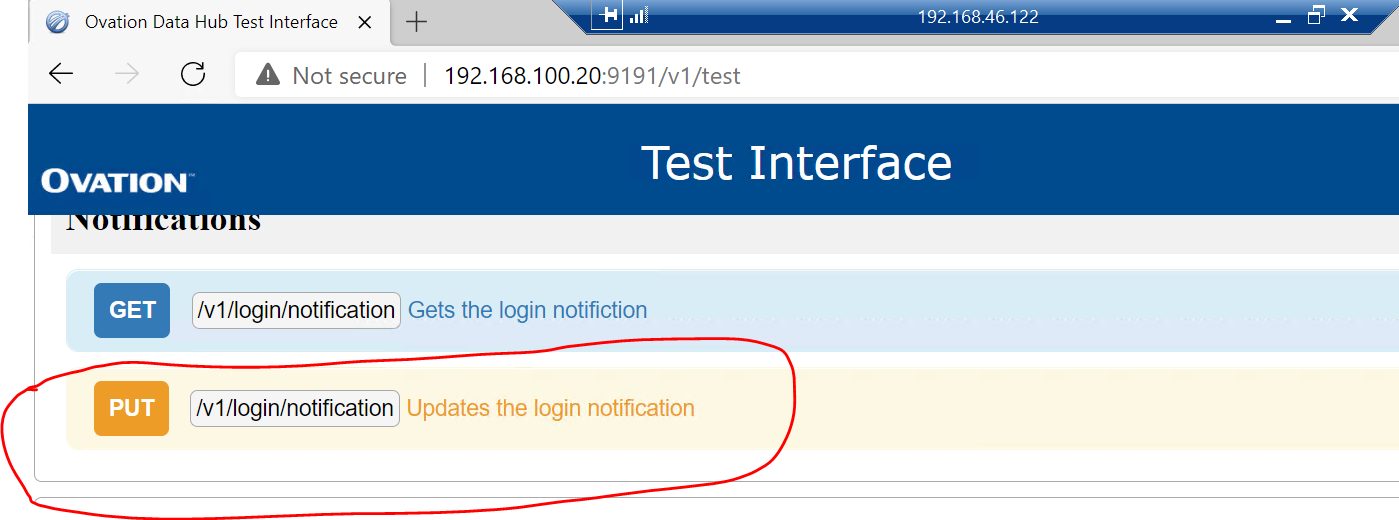 Ovation Data Hub Test Interface
192.168.46.122
Not secure 192.168.100.20:9191/v1/test
Test Interface
OVATION™
Notifications
GET /v1/login/notification Gets the login notifiction
PUT /v1/login/notification Updates the login notification